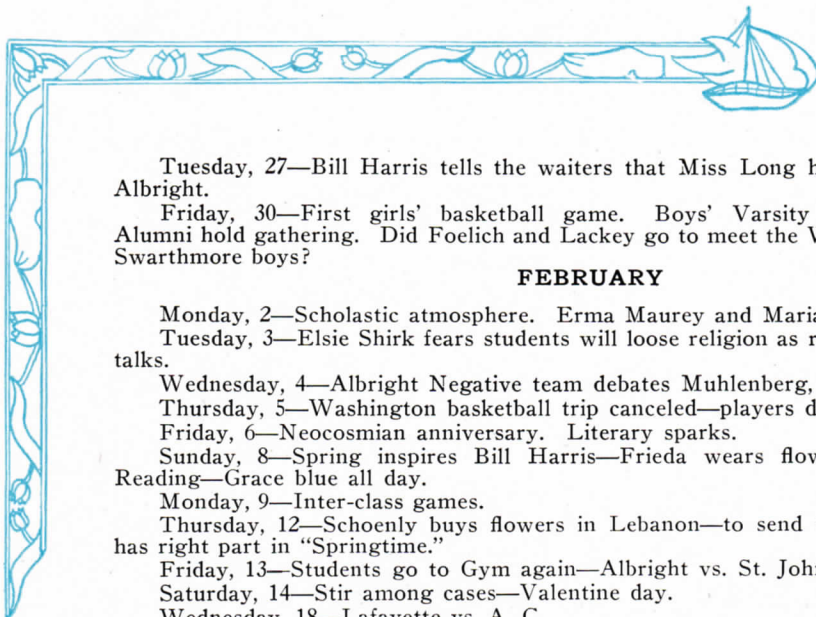 Tuesday, 27—Bill Harris tells the waiters that Miss Long
Albright.
Friday, 30—First girls' basketball game. Boys' Varsity
Alumni hold gathering. Did Foelich and Lackey go to meet the
Swarthmore boys?
FEBRUARY
Monday, 2—Scholastic atmosphere. Erma Maurey and
Tuesday, 3—Elsie Shirk fears students will loose religion as
talks.
Wednesday, 4—Albright Negative team debates Muhlenberg,
Thursday, 5—Washington basketball trip canceled—players
Friday, 6—Neocosmian anniversary. Literary sparks.
Sunday, 8—Spring inspires Bill Harris—Frieda wears
Reading—Grace blue all day.
Monday, 9—Inter-class games.
Thursday, 12—Schoenly buys flowers in Lebanon—to send
has right part in "Springtime."
Friday, 13—Students go to Gym again—Albright vs. St.
Saturday, 14—Stir among cases—Valentine day.
Wednesday, 18—Lafayette vs. A. C.